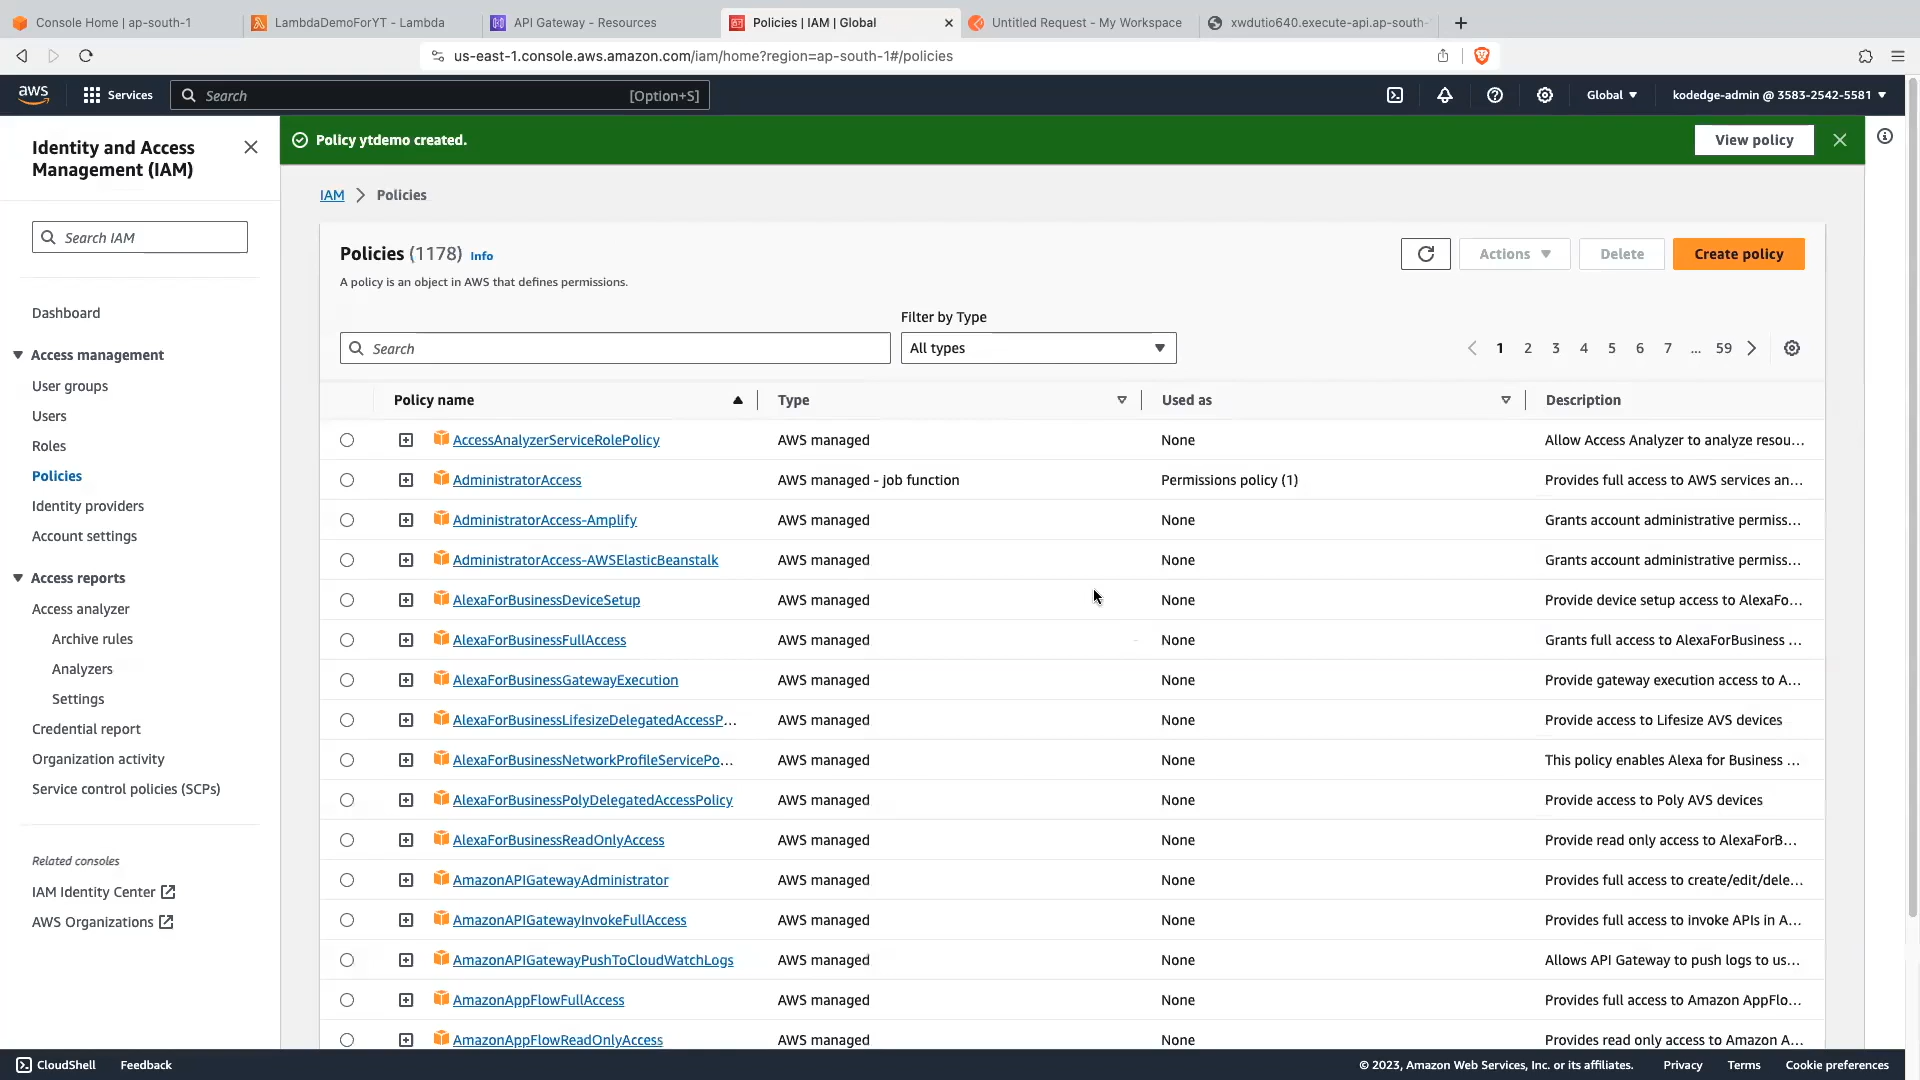 Console Home | ap-south-1
LambdaDemoForYT - Lambda
API Gateway - Resources
Policies | IAM | Global
Untitled Request - My Workspace
xwdutio640.execute-api.ap-south-
us-east-1.console.aws.amazon.com/iam/home?region=ap-south-1#/policies
aws
Services
Search
[Option+S]
Global
kodedge-admin @ 3583-2542-5581
Identity and Access
Management (IAM)
Search IAM
Dashboard
Access management
User groups
Users
Roles
Policies
Identity providers
Account settings
Access reports
Access analyzer
Archive rules
Analyzers
Settings
Credential report
Organization activity
Service control policies (SCPs)
Related consoles
IAM Identity Center
AWS Organizations
Policy ytdemo created.
View policy
IAM > Policies
Policies (1178) Info
A policy is an object in AWS that defines permissions.
Actions
Delete
Create policy
Filter by Type
Search
All types
1 2 3 4 5 6 7 ... 59
Policy name Type Used as Description
AccessAnalyzerServiceRolePolicy AWS managed None Allow Access Analyzer to analyze resou...
AdministratorAccess AWS managed - job function Permissions policy (1) Provides full access to AWS services an...
AdministratorAccess-Amplify AWS managed None Grants account administrative permiss...
AdministratorAccess-AWSElasticBeanstalk AWS managed None Grants account administrative permiss...
AlexaForBusinessDeviceSetup AWS managed None Provide device setup access to AlexaFo...
AlexaForBusinessFullAccess AWS managed None Grants full access to AlexaForBusiness ...
AlexaForBusinessGatewayExecution AWS managed None Provide gateway execution access to A...
AlexaForBusinessLifesizeDelegatedAccessP... AWS managed None Provide access to Lifesize AVS devices
AlexaForBusinessNetworkProfileServicePo... AWS managed None This policy enables Alexa for Business ...
AlexaForBusinessPolyDelegatedAccessPolicy AWS managed None Provide access to Poly AVS devices
AlexaForBusinessReadOnlyAccess AWS managed None Provide read only access to AlexaForB...
AmazonAPIGatewayAdministrator AWS managed None Provides full access to create/edit/dele...
AmazonAPIGatewayInvokeFullAccess AWS managed None Provides full access to invoke APIs in A...
AmazonAPIGatewayPushToCloudWatchLogs AWS managed None Allows API Gateway to push logs to us...
AmazonAppFlowFullAccess AWS managed None Provides full access to Amazon AppFlo...
AmazonAppFlowReadOnlyAccess AWS managed None Provides read only access to Amazon A...
CloudShell
Feedback
© 2023, Amazon Web Services, Inc. or its affiliates.
Privacy
Terms
Cookie preferences